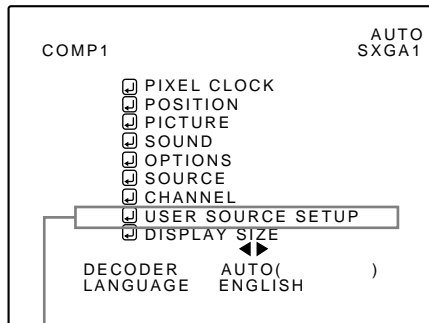 AUTO
COMP1 SXGA1
PIXEL CLOCK
POSITION
PICTURE
SOUND
OPTIONS
SOURCE
CHANNEL
USER SOURCE SETUP
DISPLAY SIZE
DECODER AUTO( )
LANGUAGE ENGLISH